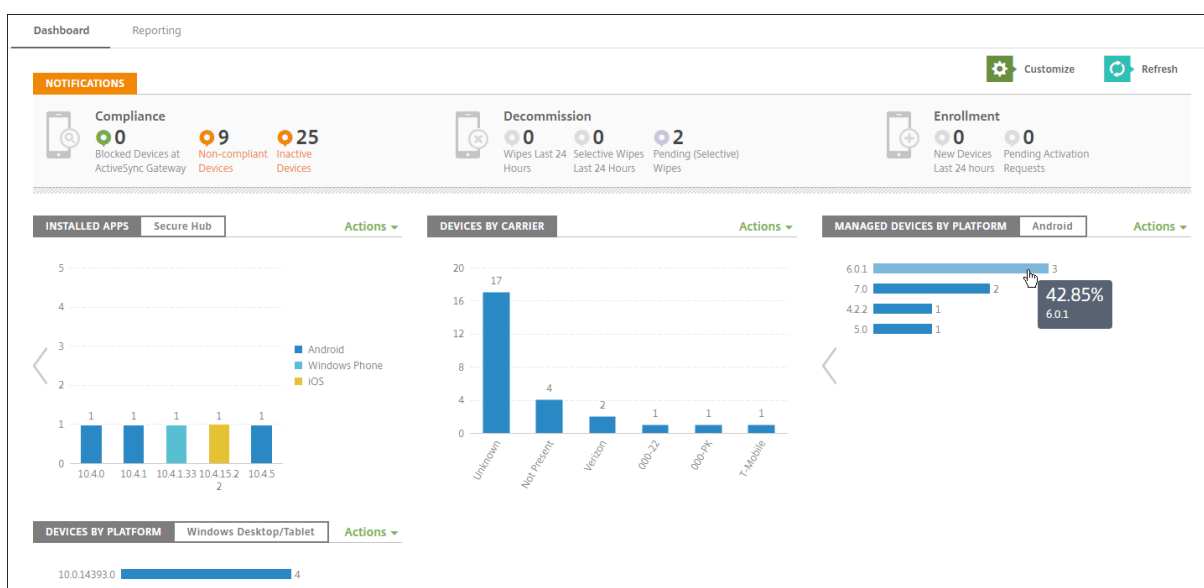 Dashboard Reporting
Customize Refresh
NOTIFICATIONS
Compliance
0 9 25
Blocked Devices at Non-compliant Inactive
ActiveSync Gateway Devices Devices
Decommission
0 0 2
Wipes Last 24 Selective Wipes Pending (Selective)
Hours Last 24 Hours Wipes
Enrollment
0 0
New Devices Pending Activation
Last 24 hours Requests
INSTALLED APPS Secure Hub Actions
5
4
3
2
1
0
1 1 1 1 1
10.4.0 10.4.1 10.4.1.33 10.4.15.2 10.4.5
2
Android
Windows Phone
iOS
DEVICES BY CARRIER Actions
20
16
12
8
4
0
17 4 2 1 1 1
Unknown Not Present Verizon 000-22 000-PK T-Mobile
MANAGED DEVICES BY PLATFORM Android Actions
6.0.1 3
7.0 2
4.2.2 1
5.0 1
42.85%
6.0.1
DEVICES BY PLATFORM Windows Desktop/Tablet Actions
10.0.14393.0 4